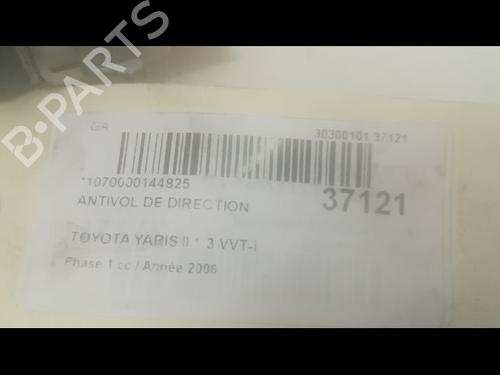 B-PARTS
GA
30300101 37121
*1070000144825
37121
ANTIVOL DE DIRECTION
TOYOTA YARIS II 1.3 VVT-i
Phase 1 cc / Année 2006